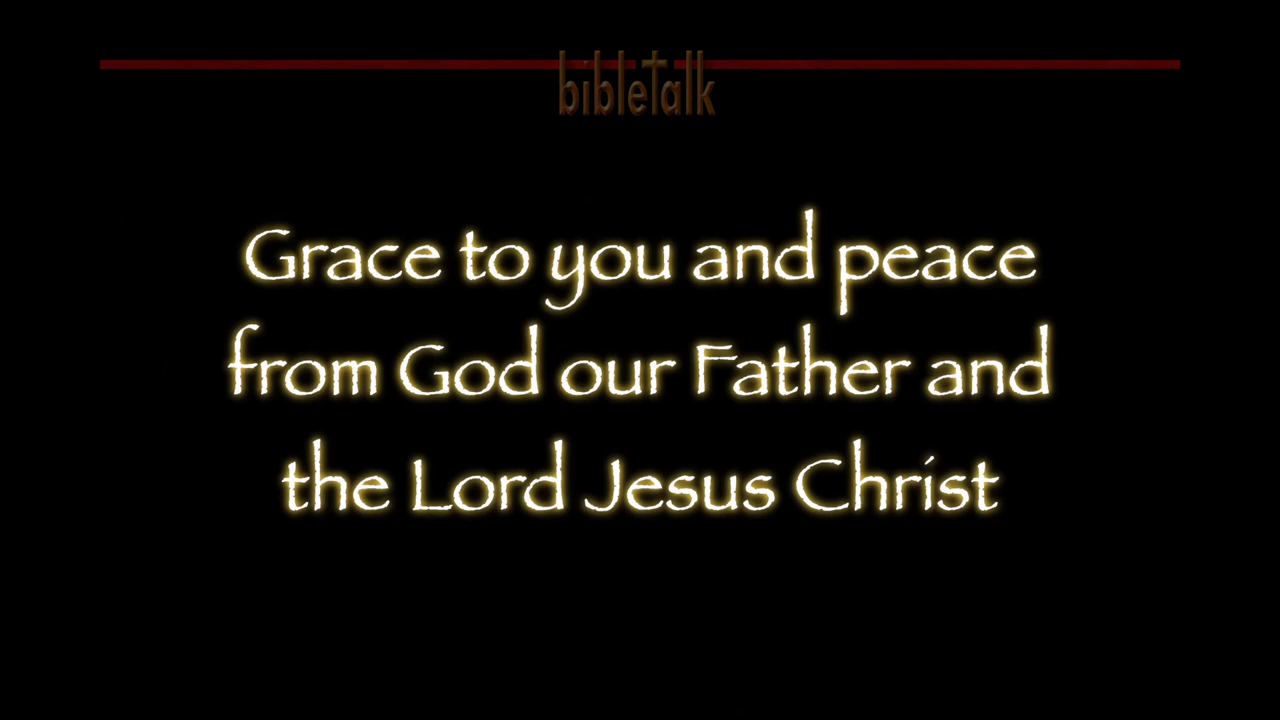 bibleTalk
Grace to you and peace
from God our Father and
the Lord Jesus Christ